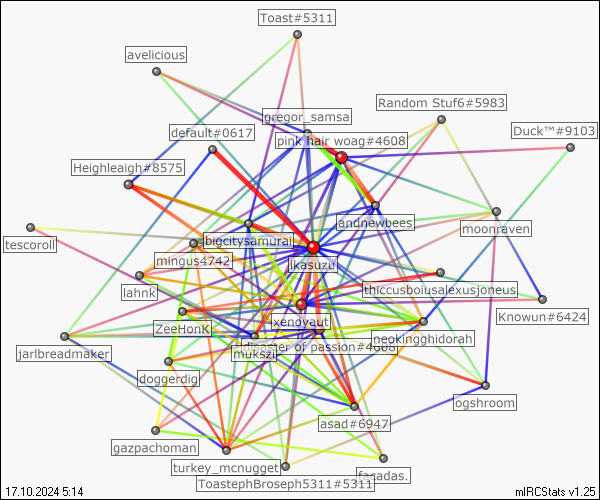 Toast#5311
avelicious
Random Stuf6#5983
gregor_samsa
default#0617
pink hair woag#4608
Duck™#9103
Heighleaigh#8575
andnewbees
moonraven
bigcitysamurai
tescoroll
mingus4742
ikasuzu
lahnk
thiccusboiusalexusjoneus
Knowun#6424
xenoyaut
ZeeHonK
neokingghidorah
disaster of passion#4608
jarlbreadmaker
mukszi
doggerdig
ogshroom
asad#6947
gazpachoman
turkey_mcnugget
facadas.
ToastephBroseph5311#5311
17.10.2024 5:14
mIRCStats v1.25